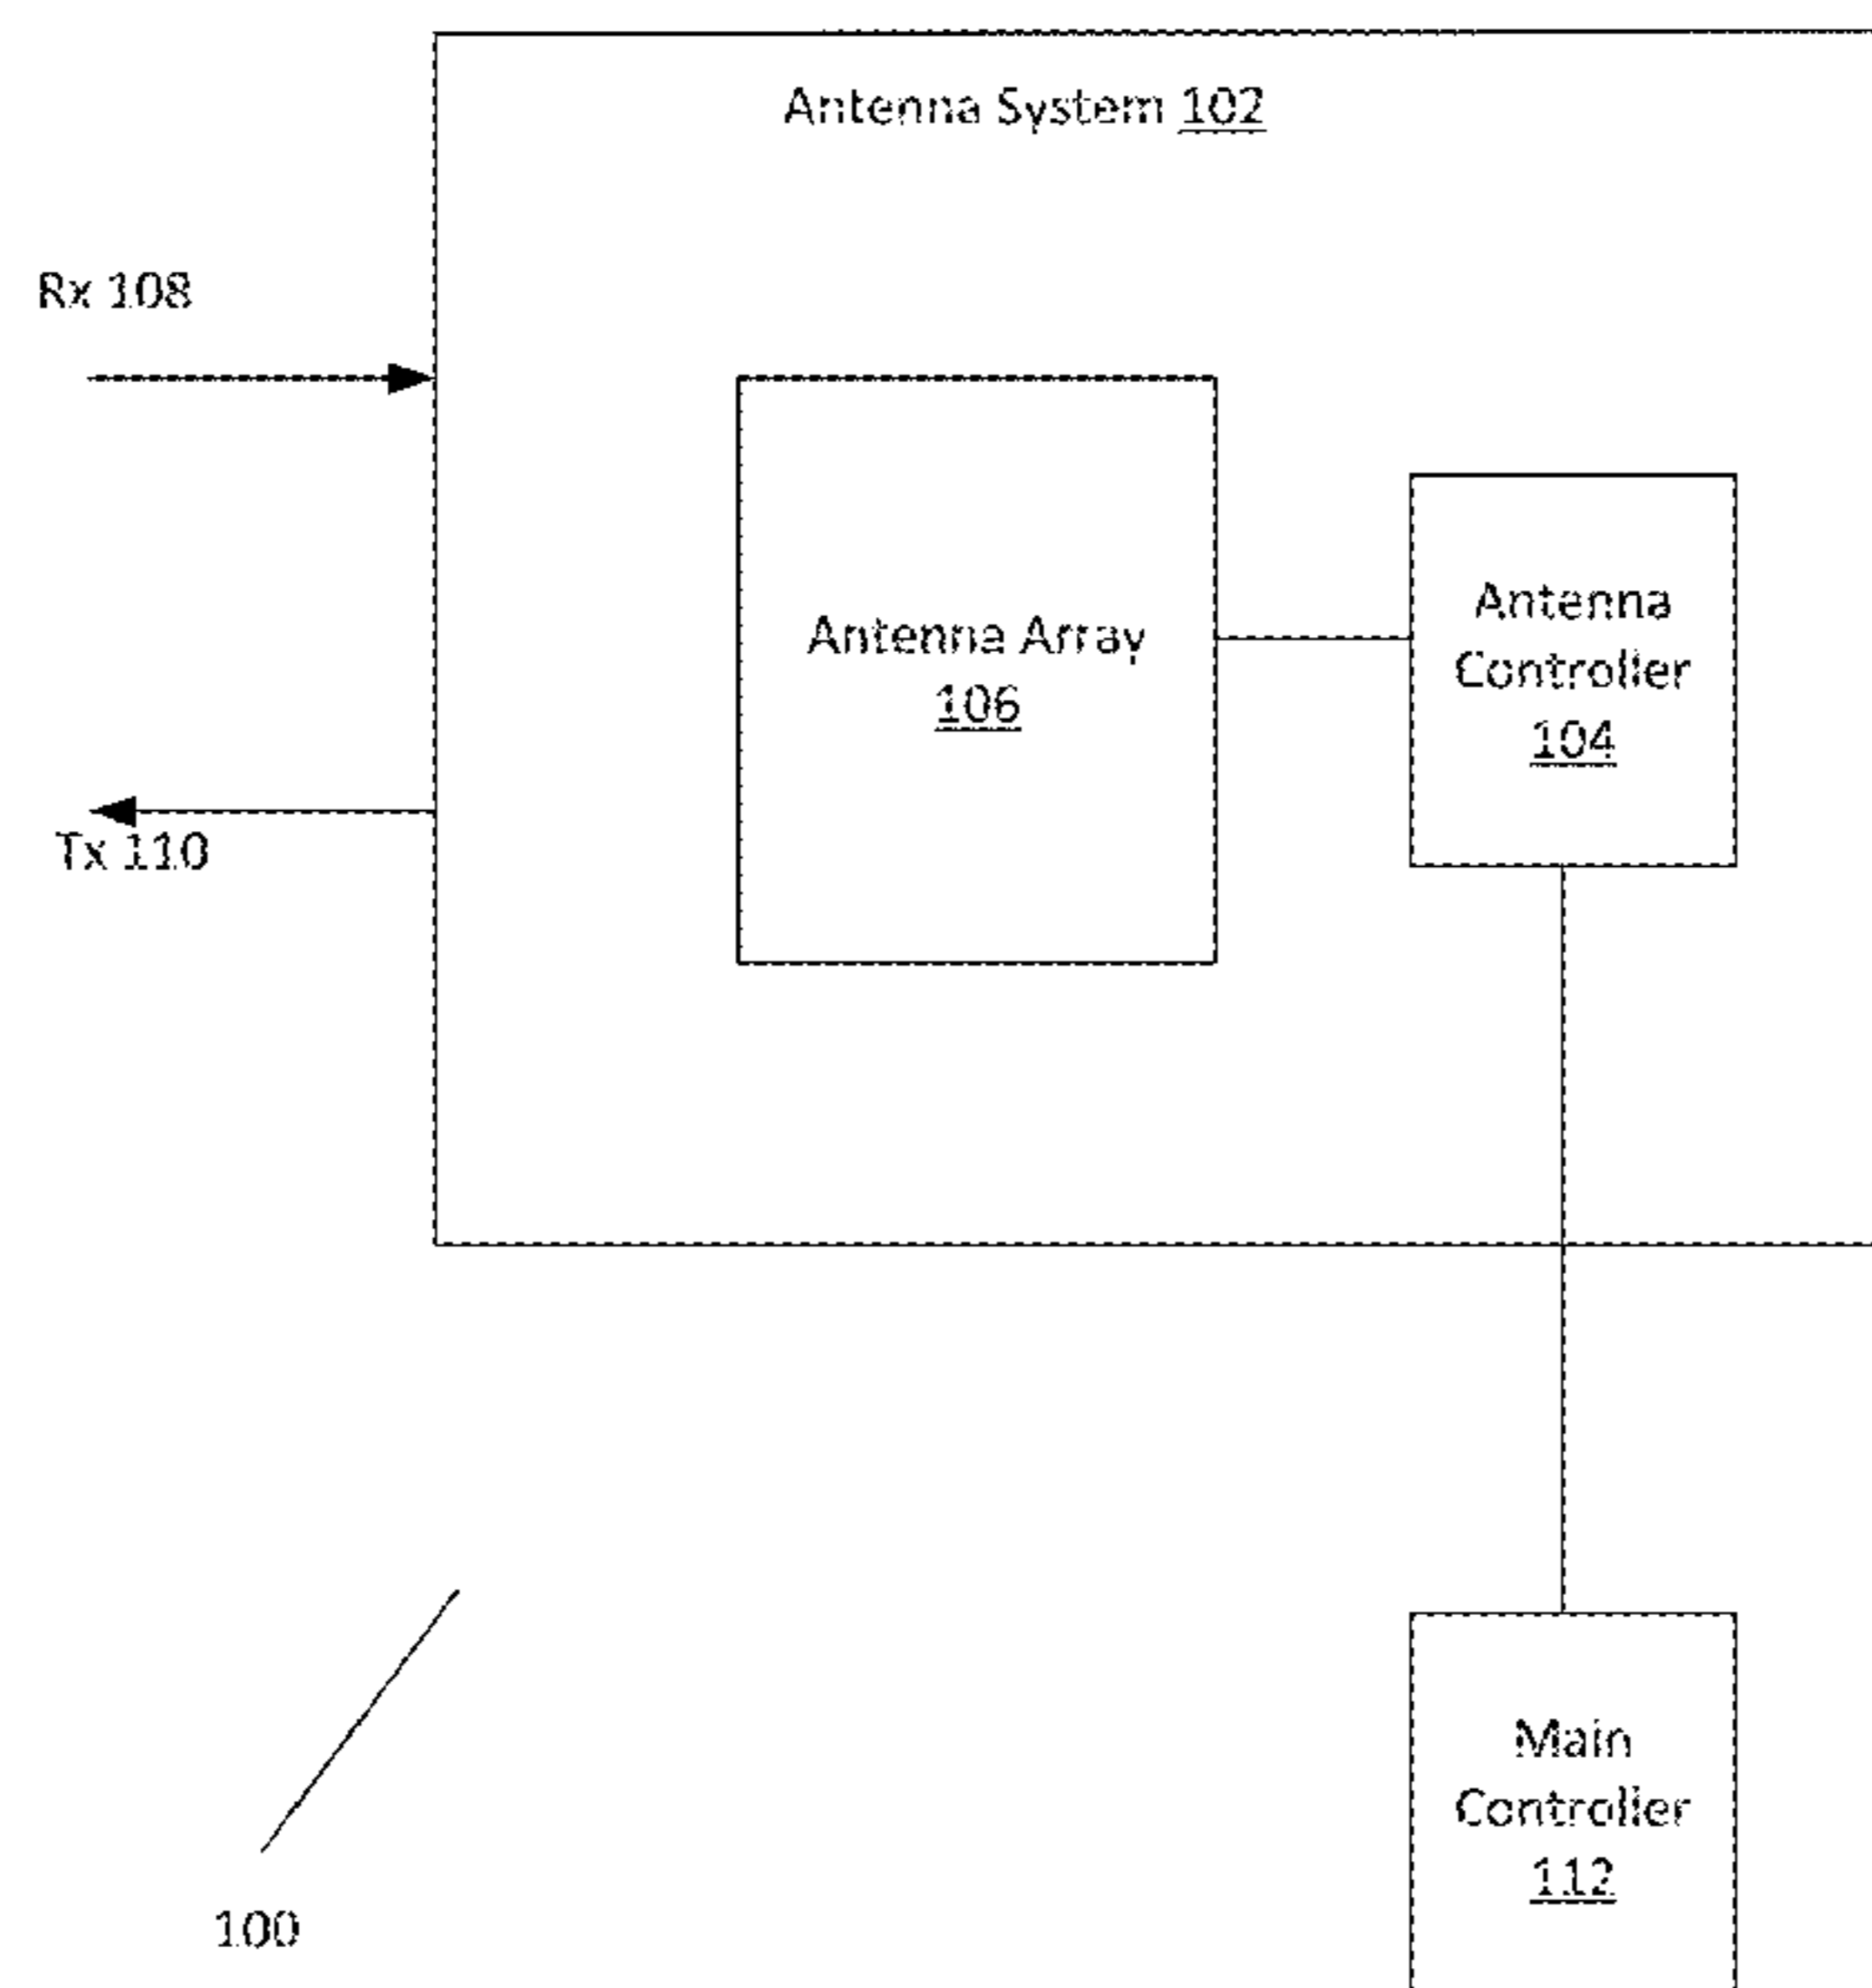 Antenna System 102
Rx 108
Antenna Array
106
Antenna
Controller
104
Tx 110
Main
Controller
112
100